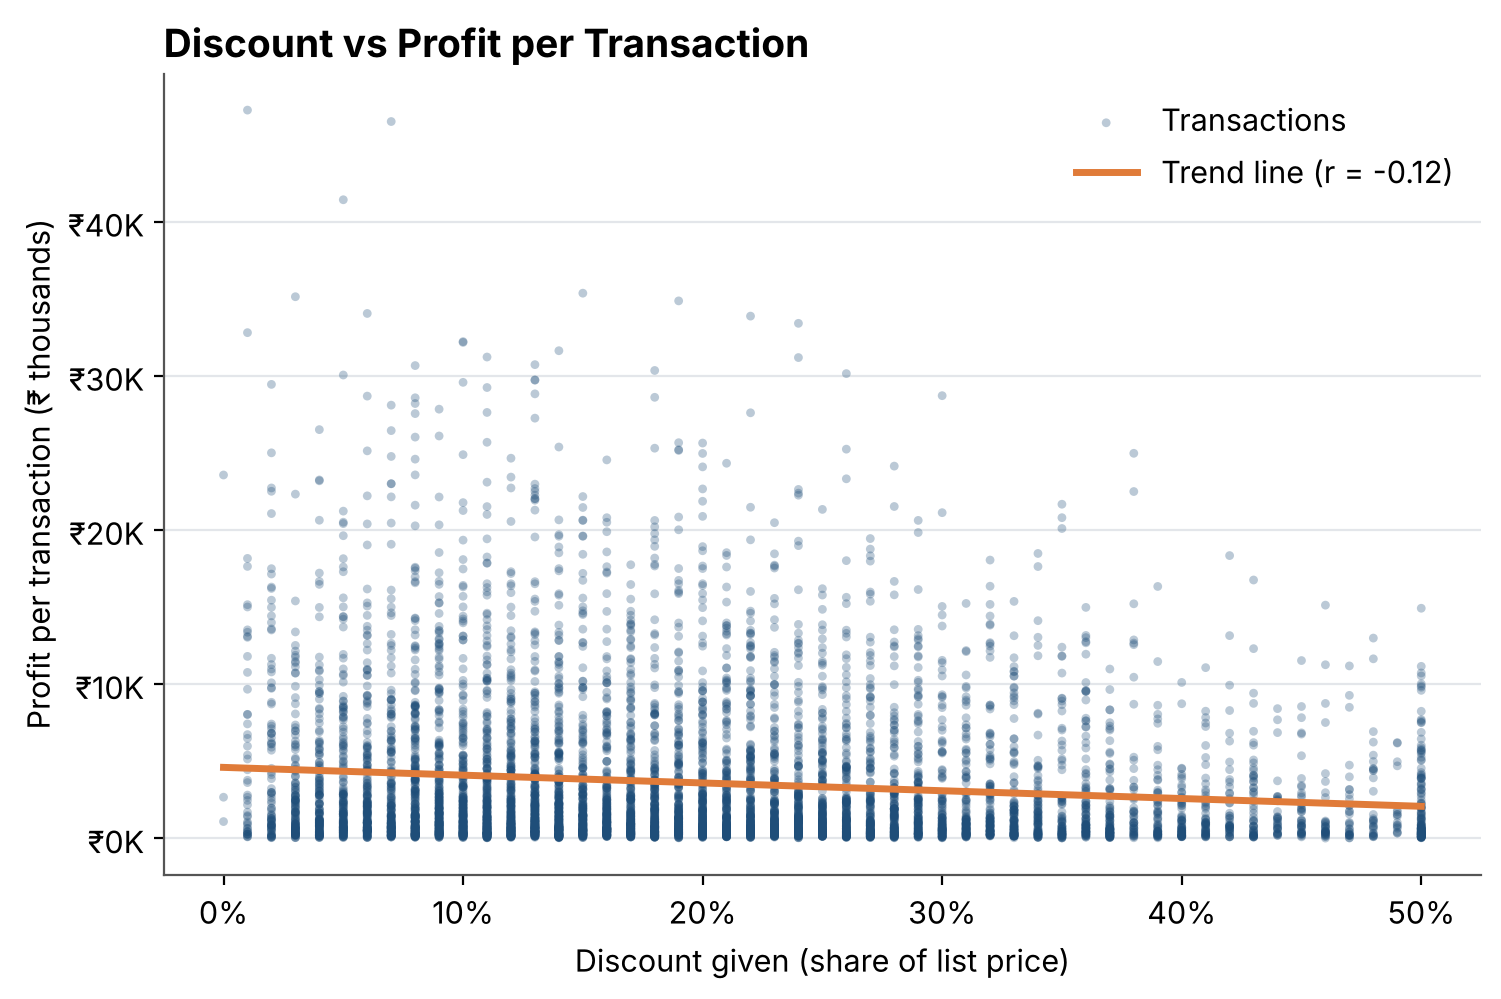 Discount vs Profit per Transaction
Transactions
Trend line (r = -0.12)
Profit per transaction (₹ thousands)
₹40K
₹30K
₹20K
₹10K
₹0K
0%
10%
20%
30%
40%
50%
Discount given (share of list price)